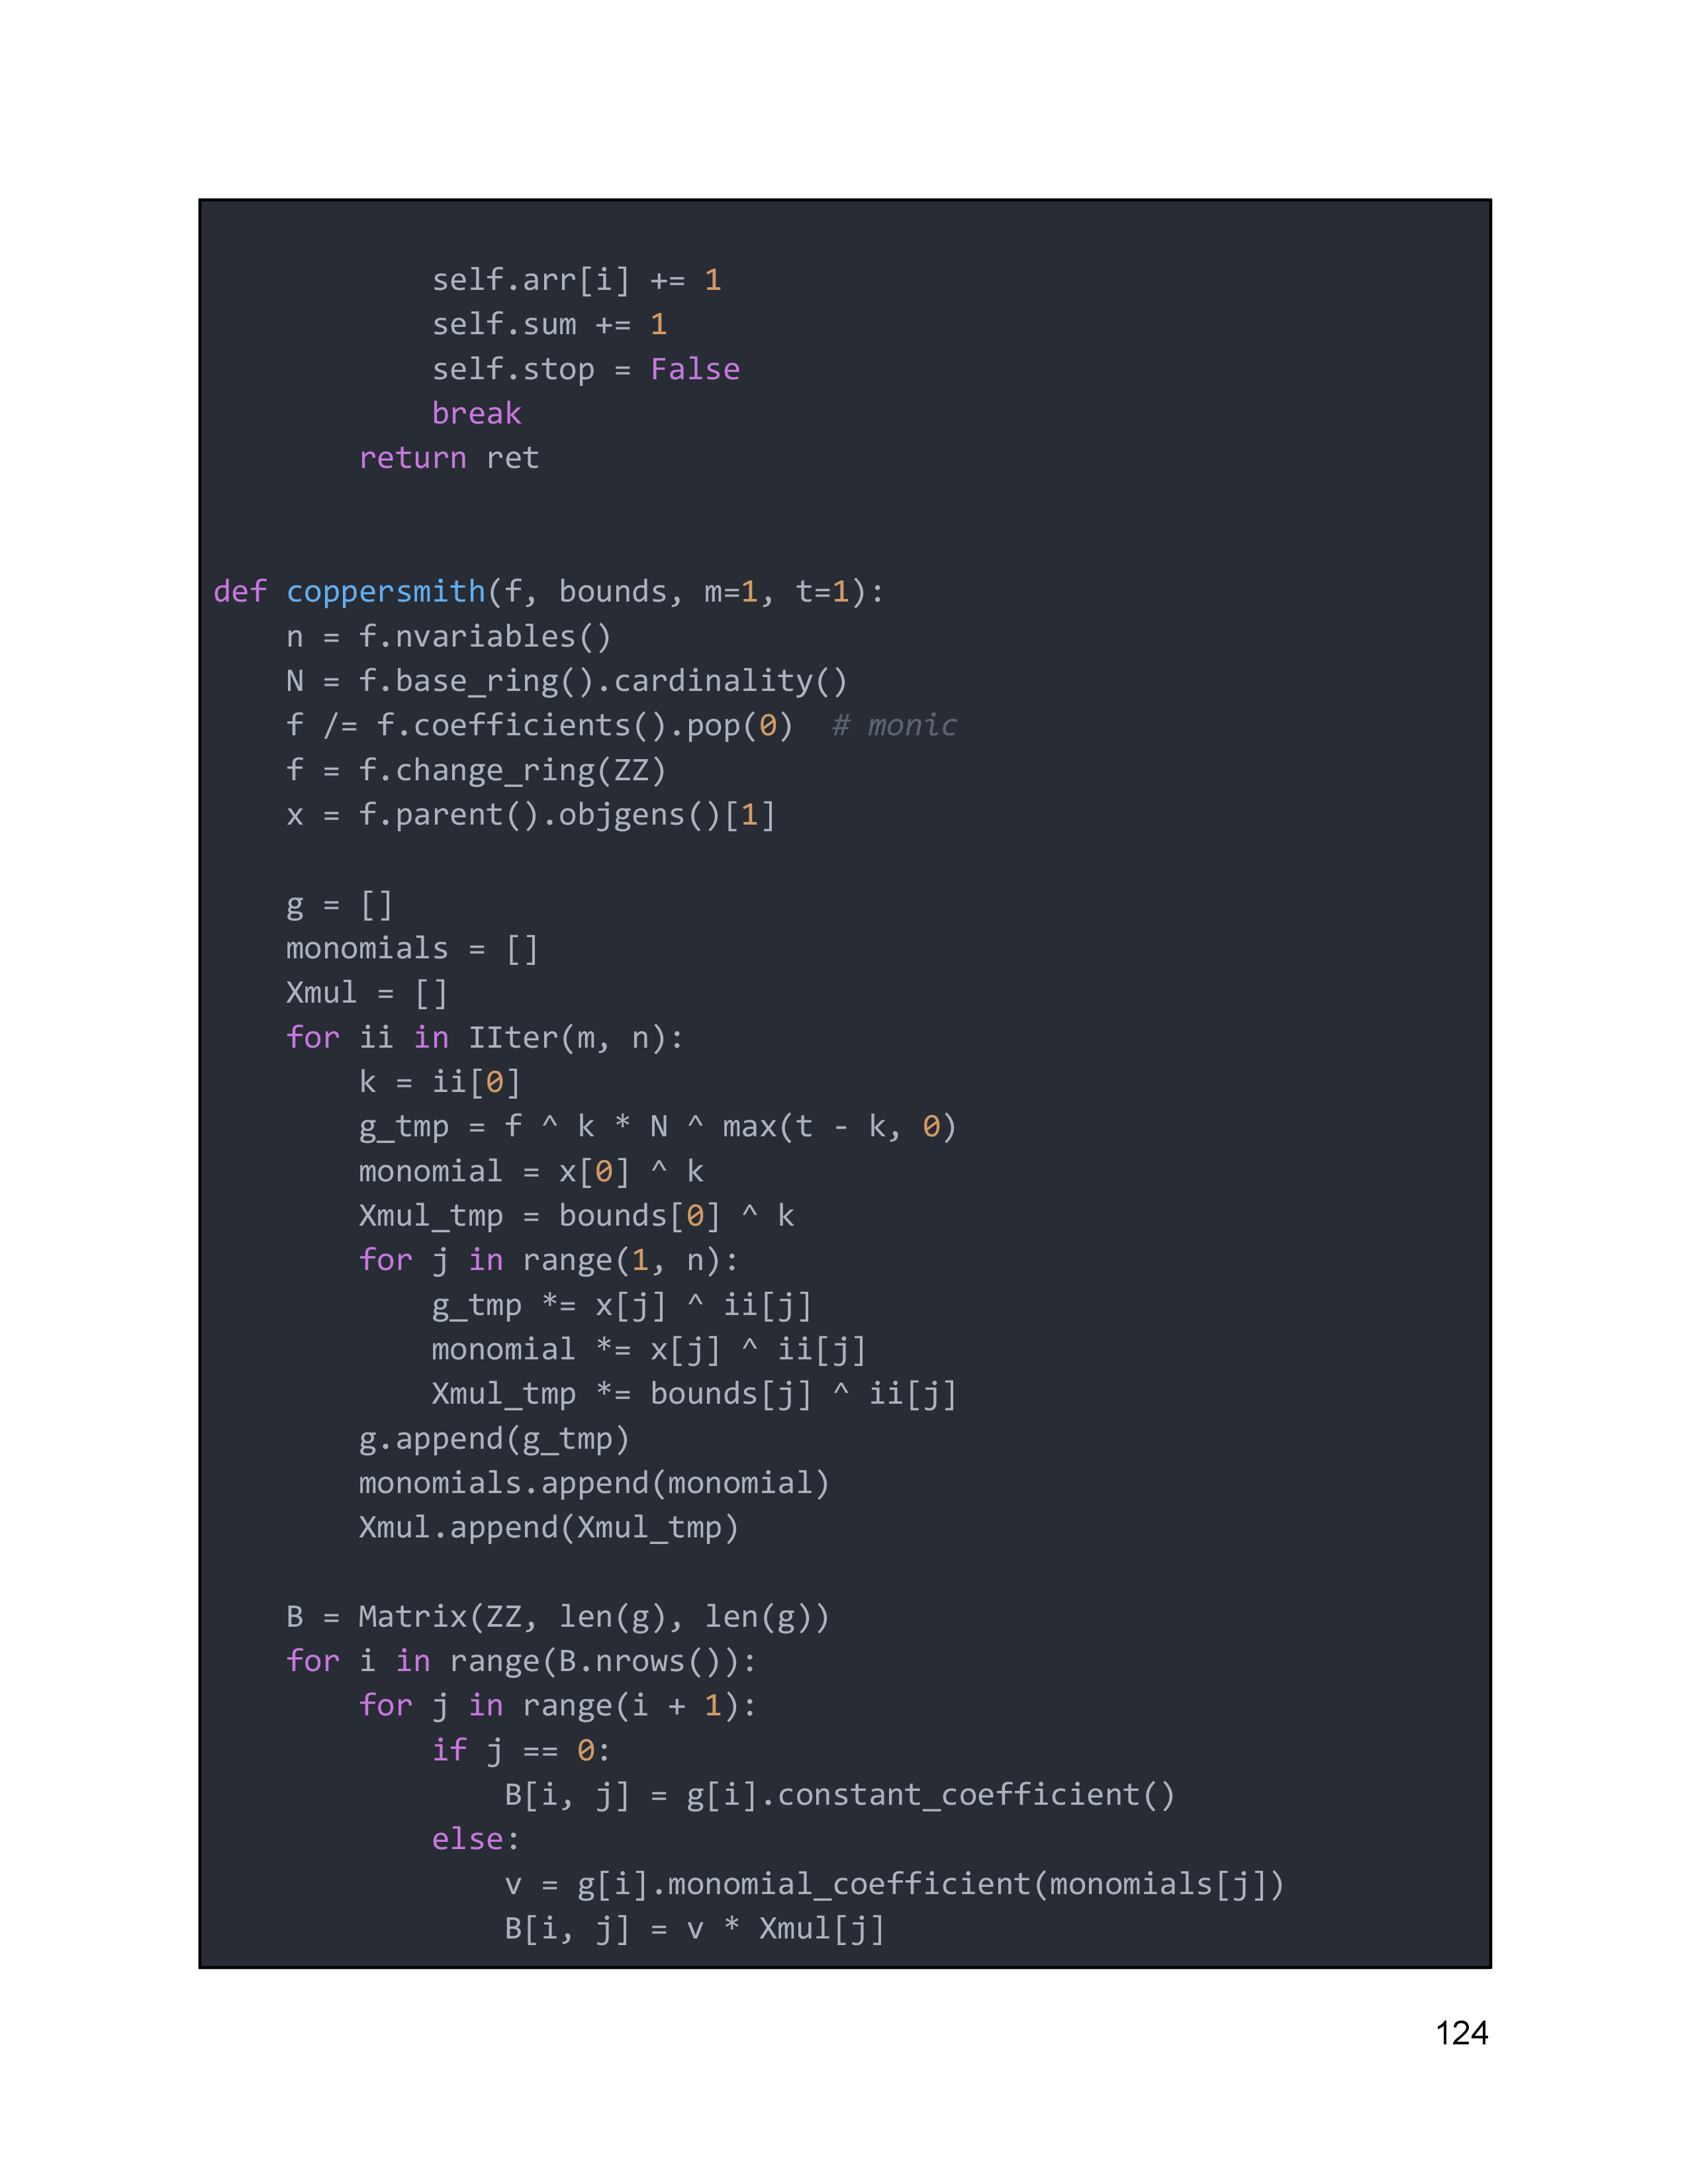 self.arr[i] += 1
            self.sum += 1
            self.stop = False
            break
        return ret


def coppersmith(f, bounds, m=1, t=1):
    n = f.nvariables()
    N = f.base_ring().cardinality()
    f /= f.coefficients().pop(0)  # monic
    f = f.change_ring(ZZ)
    x = f.parent().objgens()[1]

    g = []
    monomials = []
    Xmul = []
    for ii in IIter(m, n):
        k = ii[0]
        g_tmp = f ^ k * N ^ max(t - k, 0)
        monomial = x[0] ^ k
        Xmul_tmp = bounds[0] ^ k
        for j in range(1, n):
            g_tmp *= x[j] ^ ii[j]
            monomial *= x[j] ^ ii[j]
            Xmul_tmp *= bounds[j] ^ ii[j]
        g.append(g_tmp)
        monomials.append(monomial)
        Xmul.append(Xmul_tmp)

    B = Matrix(ZZ, len(g), len(g))
    for i in range(B.nrows()):
        for j in range(i + 1):
            if j == 0:
                B[i, j] = g[i].constant_coefficient()
            else:
                v = g[i].monomial_coefficient(monomials[j])
                B[i, j] = v * Xmul[j]
124